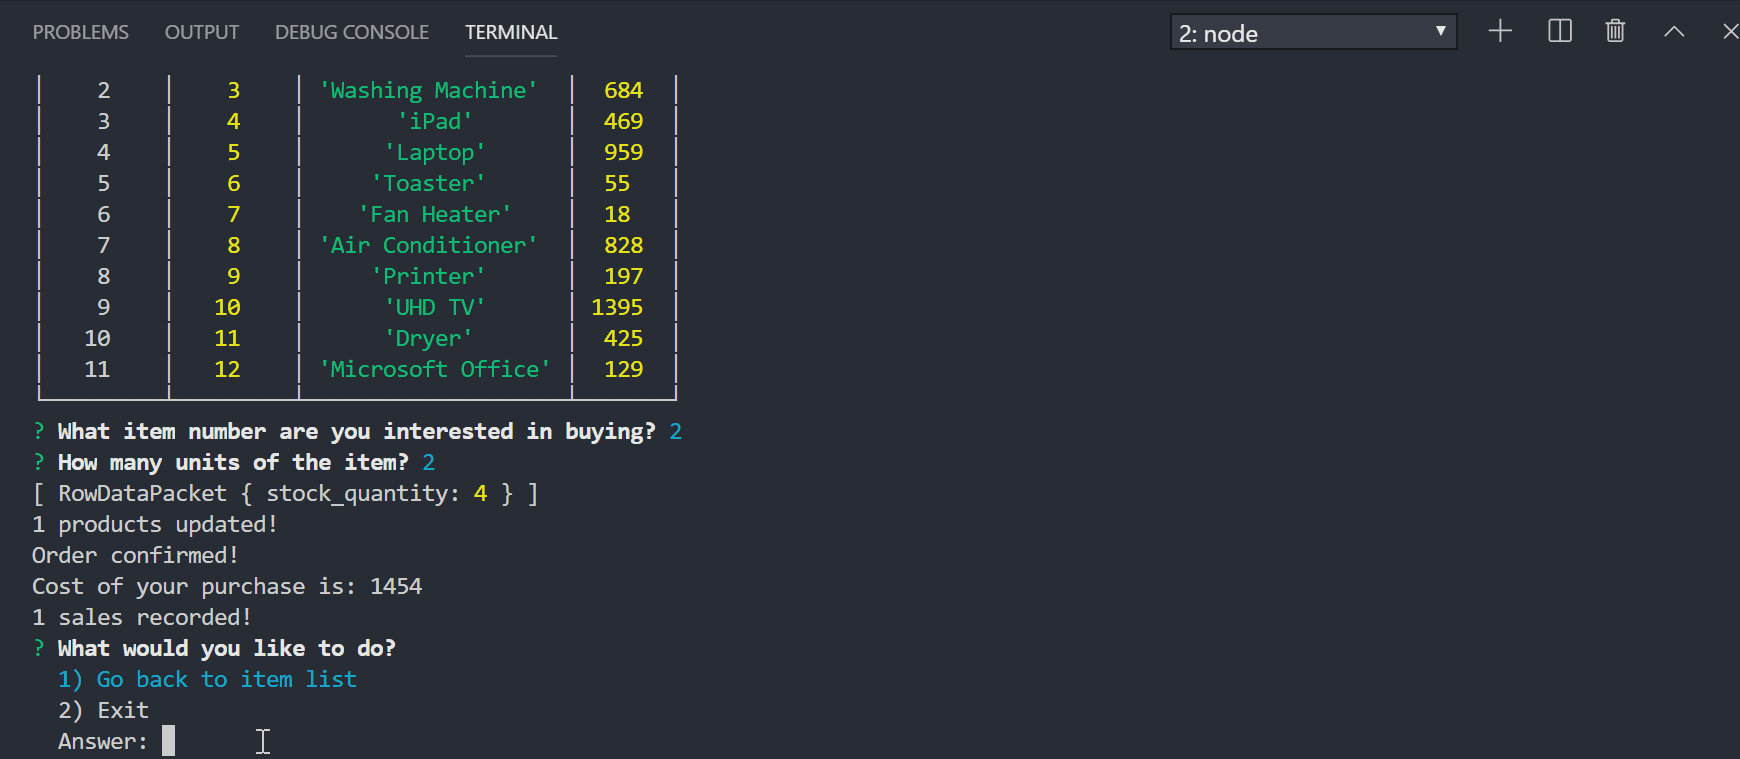 PROBLEMS OUTPUT DEBUG CONSOLE TERMINAL 2: node
2 3 'Washing Machine' 684
3 4 'iPad' 469
4 5 'Laptop' 959
5 6 'Toaster' 55
6 7 'Fan Heater' 18
7 8 'Air Conditioner' 828
8 9 'Printer' 197
9 10 'UHD TV' 1395
10 11 'Dryer' 425
11 12 'Microsoft Office' 129
? What item number are you interested in buying? 2
? How many units of the item? 2
[ RowDataPacket { stock_quantity: 4 } ]
1 products updated!
Order confirmed!
Cost of your purchase is: 1454
1 sales recorded!
? What would you like to do?
1) Go back to item list
2) Exit
Answer: